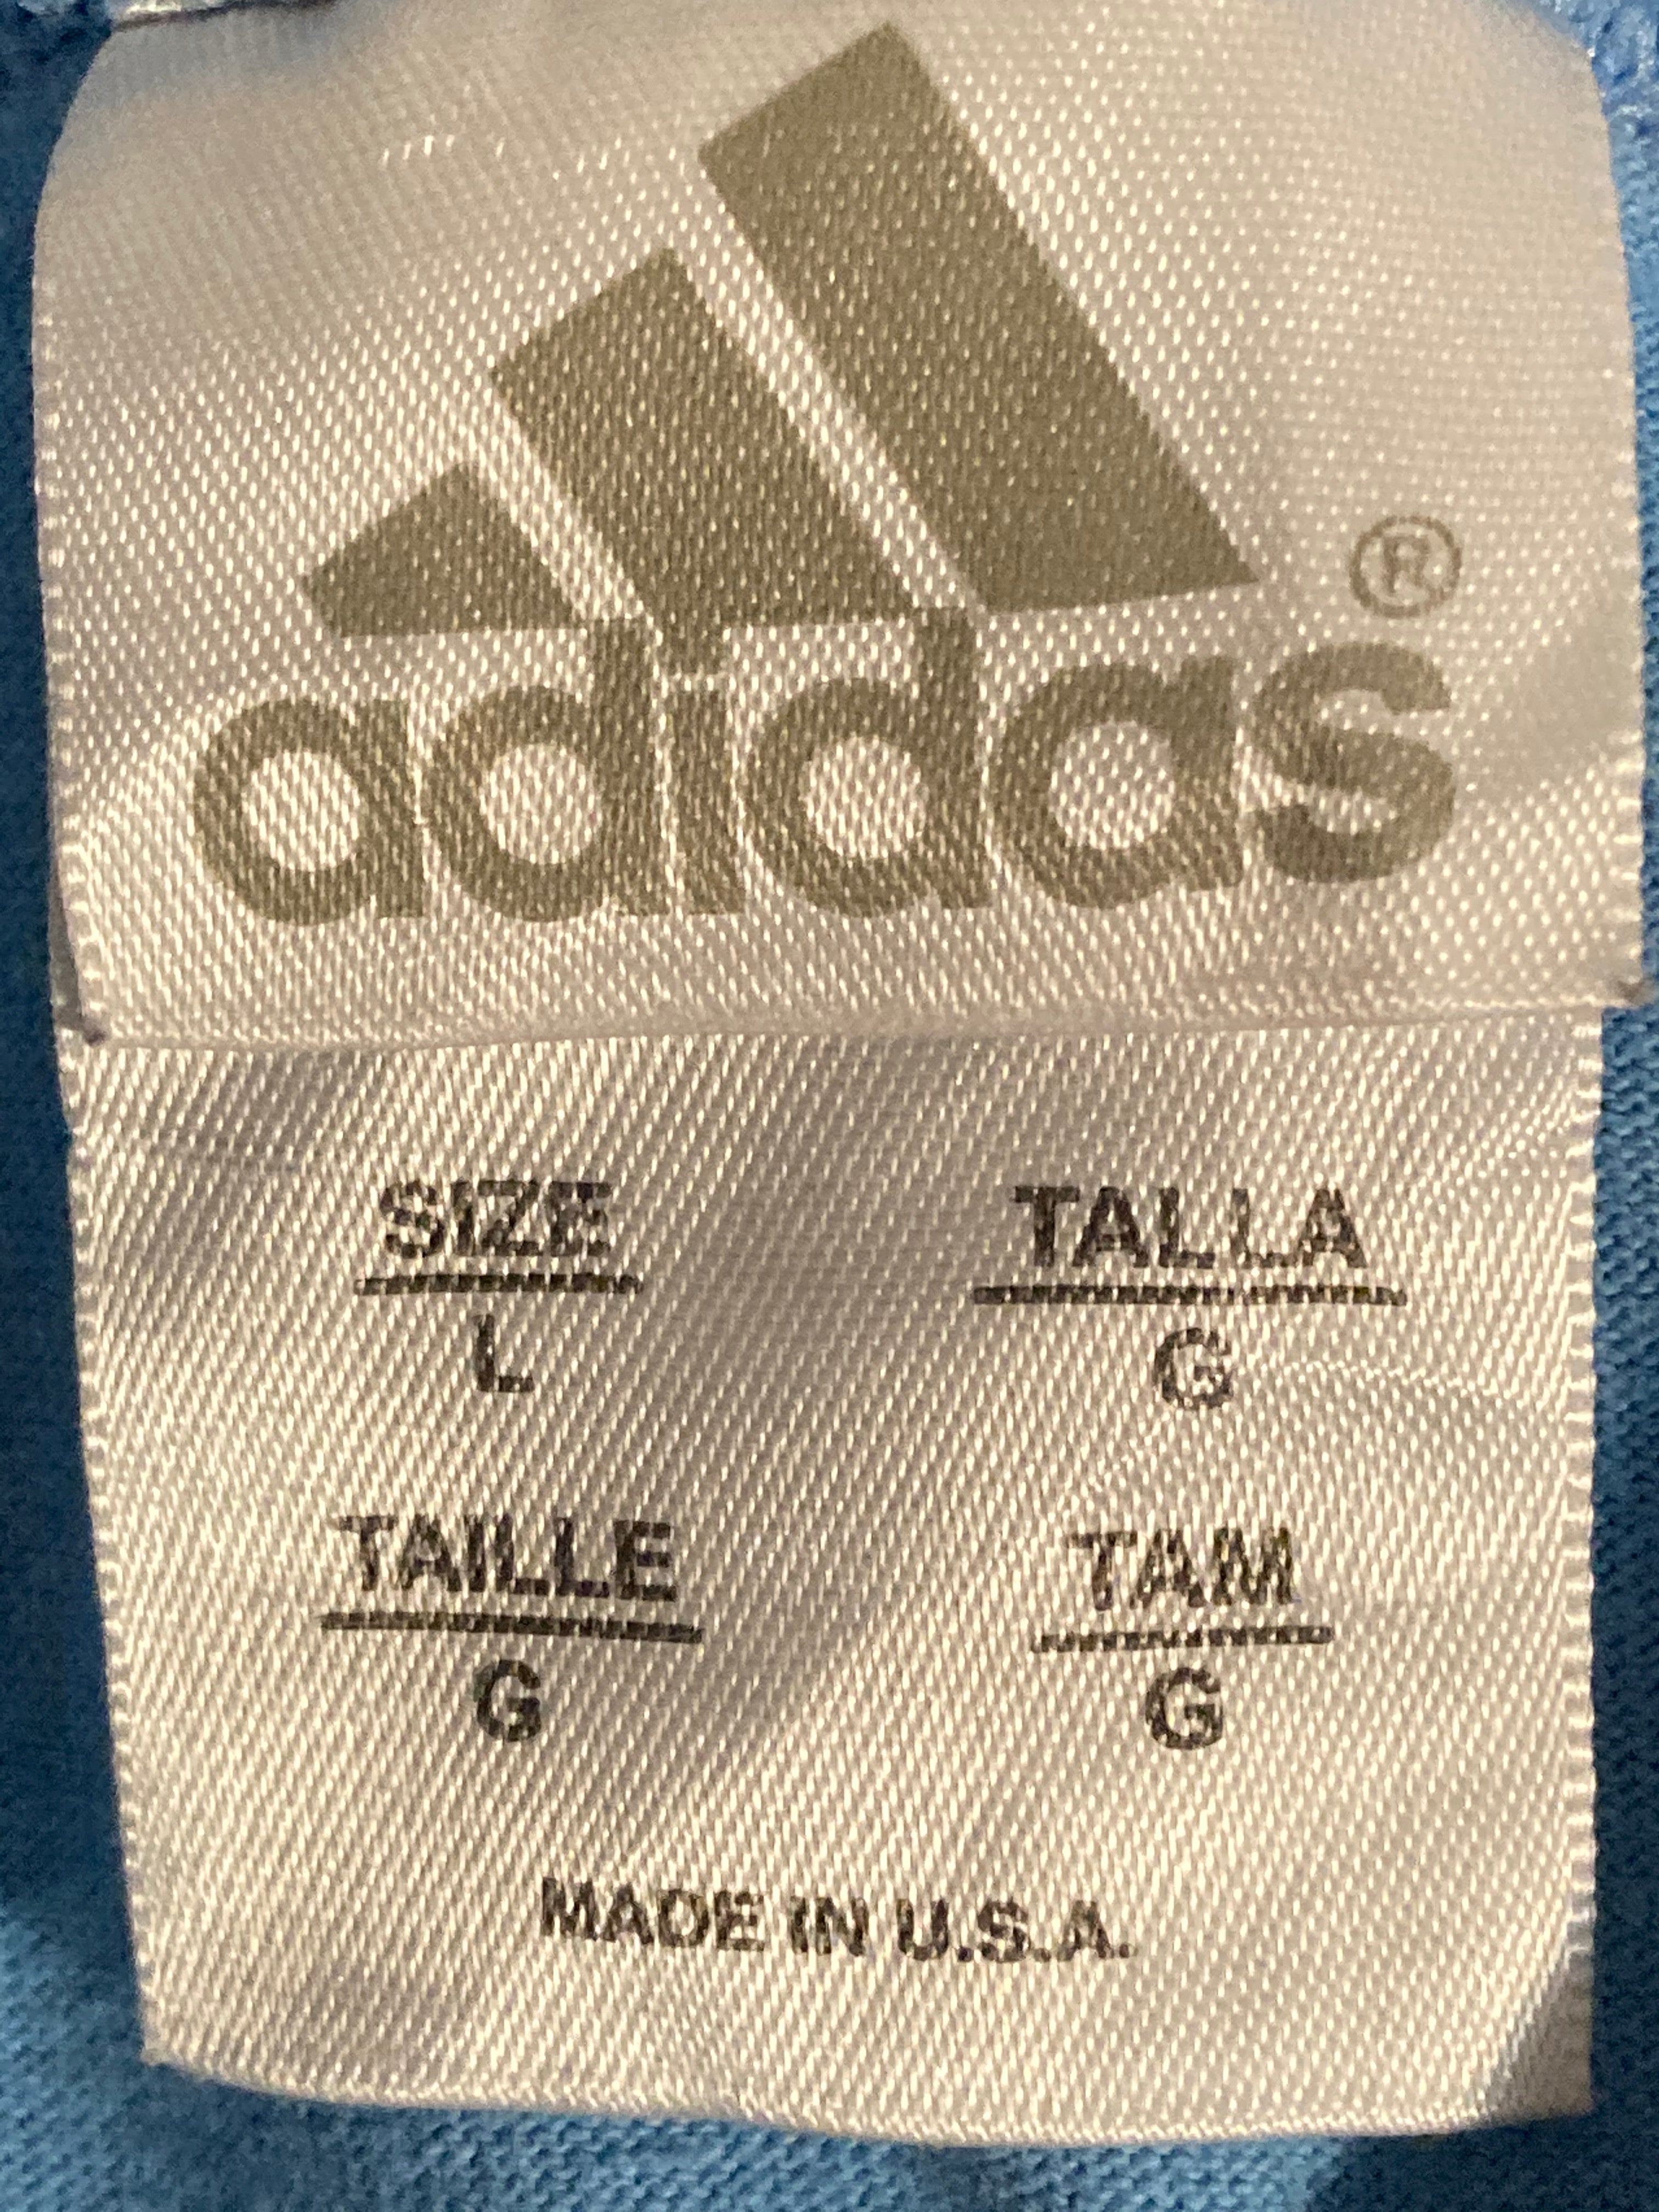 adidas®
SIZE TALLA
L G
TAILLE TAM
G G
MADE IN U.S.A.